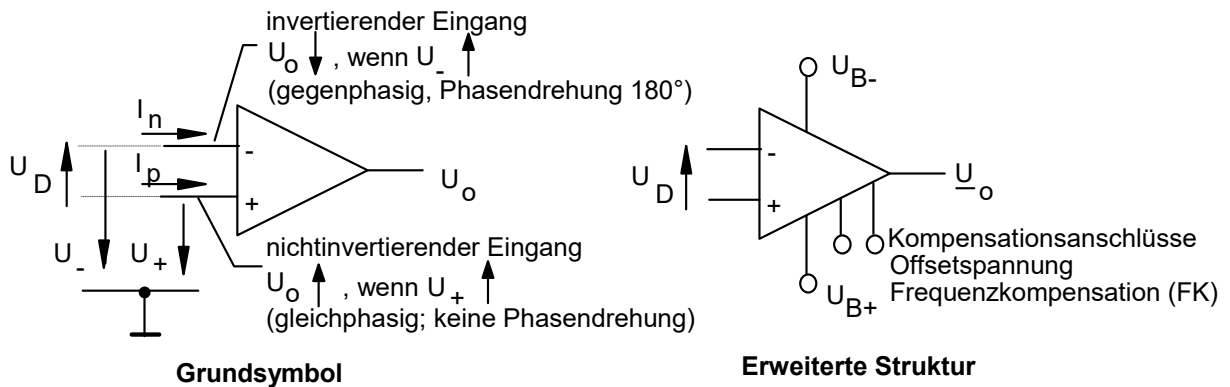 invertierender Eingang
U_o ↓ , wenn U_- ↑
(gegenphasig, Phasendrehung 180°)
I_n
-
U_D
I_p
+
U_o
U_-
U_+
nichtinvertierender Eingang
U_o ↑ , wenn U_+ ↑
(gleichphasig; keine Phasendrehung)
Grundsymbol
U_B-
-
U_D
+
U_o
Kompensationsanschlüsse
Offsetspannung
Frequenzkompensation (FK)
U_B+
Erweiterte Struktur